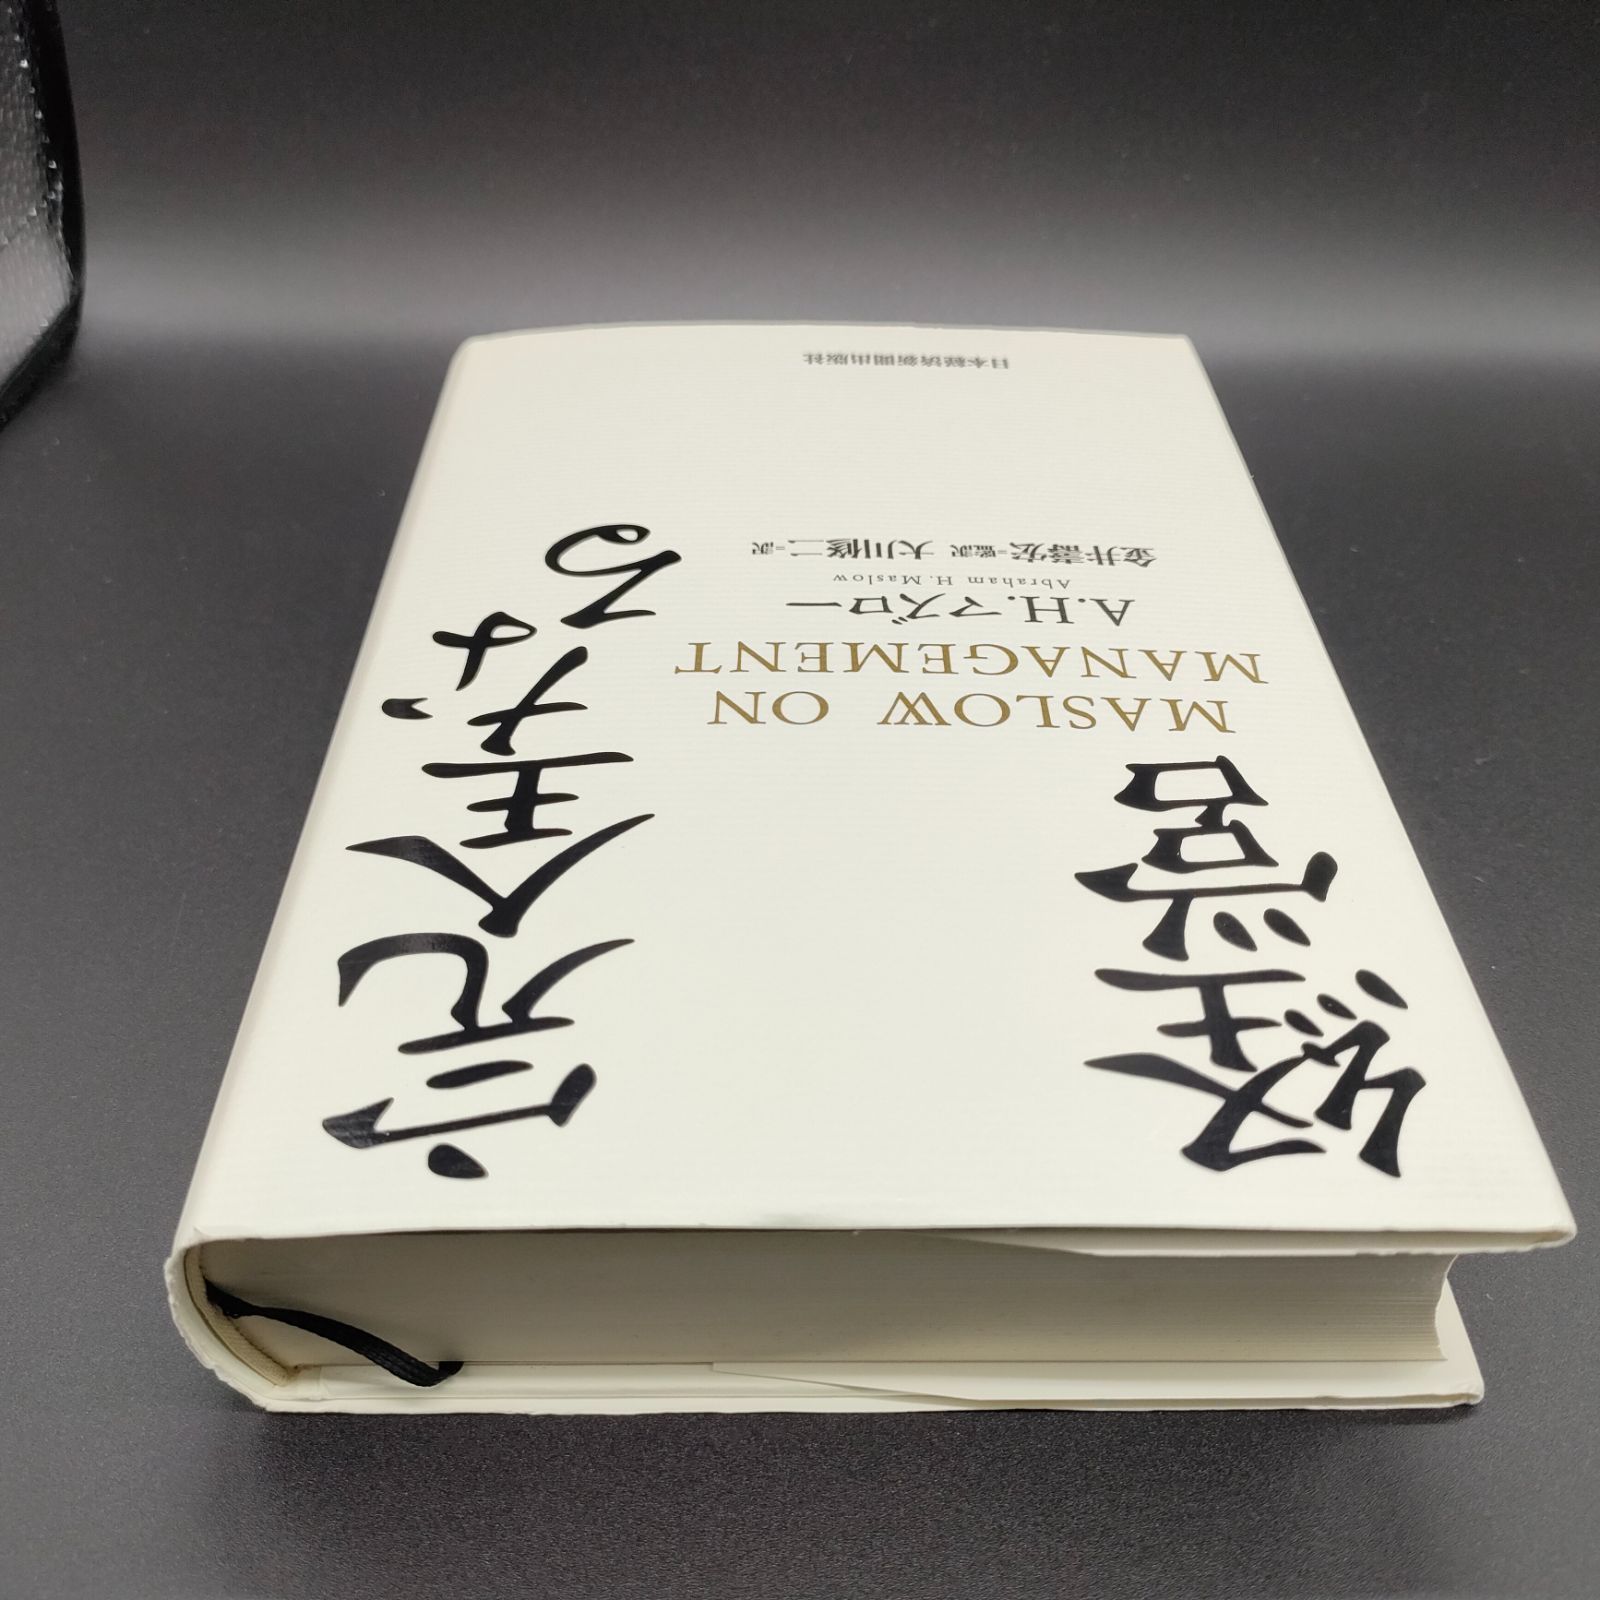 完全なる
経営
MASLOW ON
MANAGEMENT
A.H.マズロー
Abraham H. Maslow
金井壽宏=監訳 大川修二=訳
日本経済新聞出版社